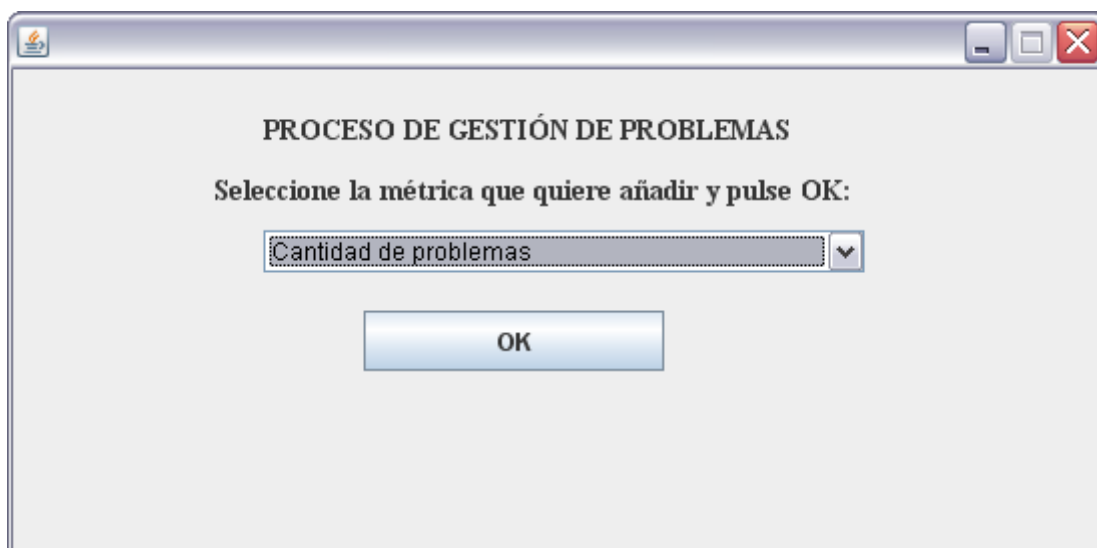 PROCESO DE GESTIÓN DE PROBLEMAS
Seleccione la métrica que quiere añadir y pulse OK:
Cantidad de problemas
OK